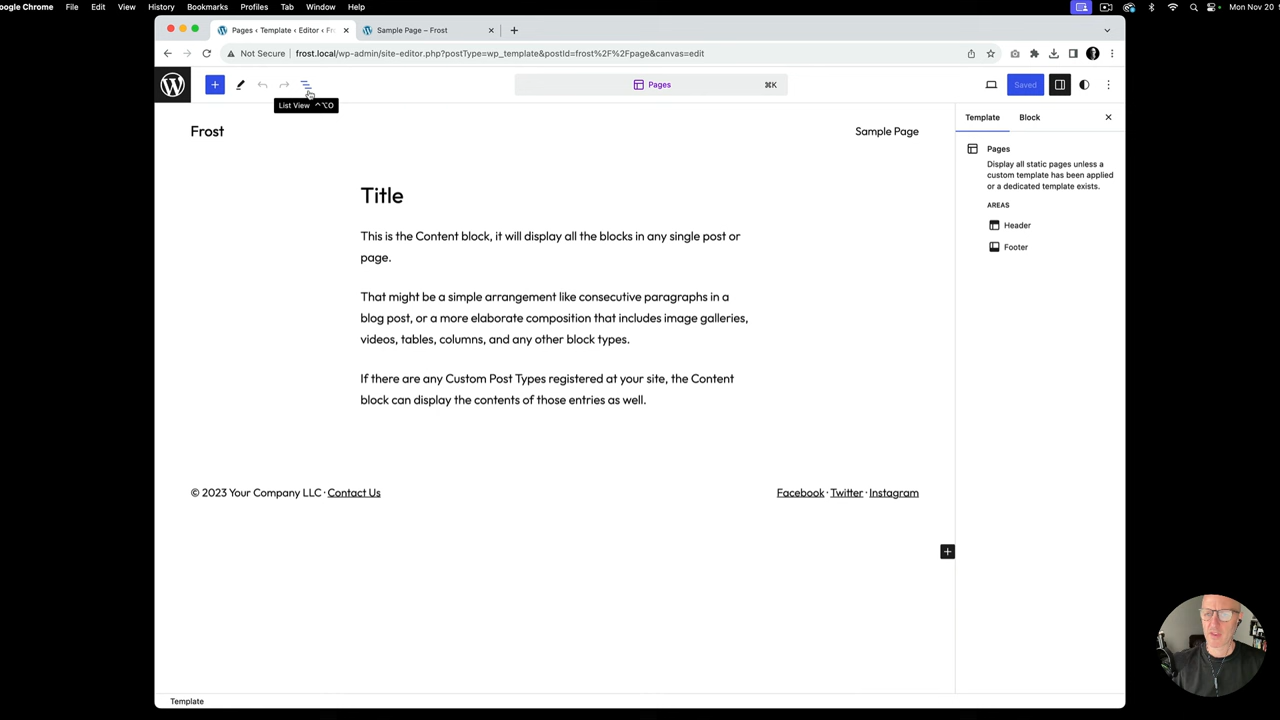 oogle Chrome File Edit View History Bookmarks Profiles Tab Window Help Mon Nov 20
Pages ‹ Template ‹ Editor ‹ Fr
Sample Page – Frost
Not Secure frost.local/wp-admin/site-editor.php?postType=wp_template&postId=frost%2F%2Fpage&canvas=edit
Pages ⌘K
Saved
List View ⌃⌥O
Frost
Sample Page
Title
This is the Content block, it will display all the blocks in any single post or
page.
That might be a simple arrangement like consecutive paragraphs in a
blog post, or a more elaborate composition that includes image galleries,
videos, tables, columns, and any other block types.
If there are any Custom Post Types registered at your site, the Content
block can display the contents of those entries as well.
© 2023 Your Company LLC · Contact Us
Facebook · Twitter · Instagram
Template Block
Pages
Display all static pages unless a
custom template has been applied
or a dedicated template exists.
AREAS
Header
Footer
Template